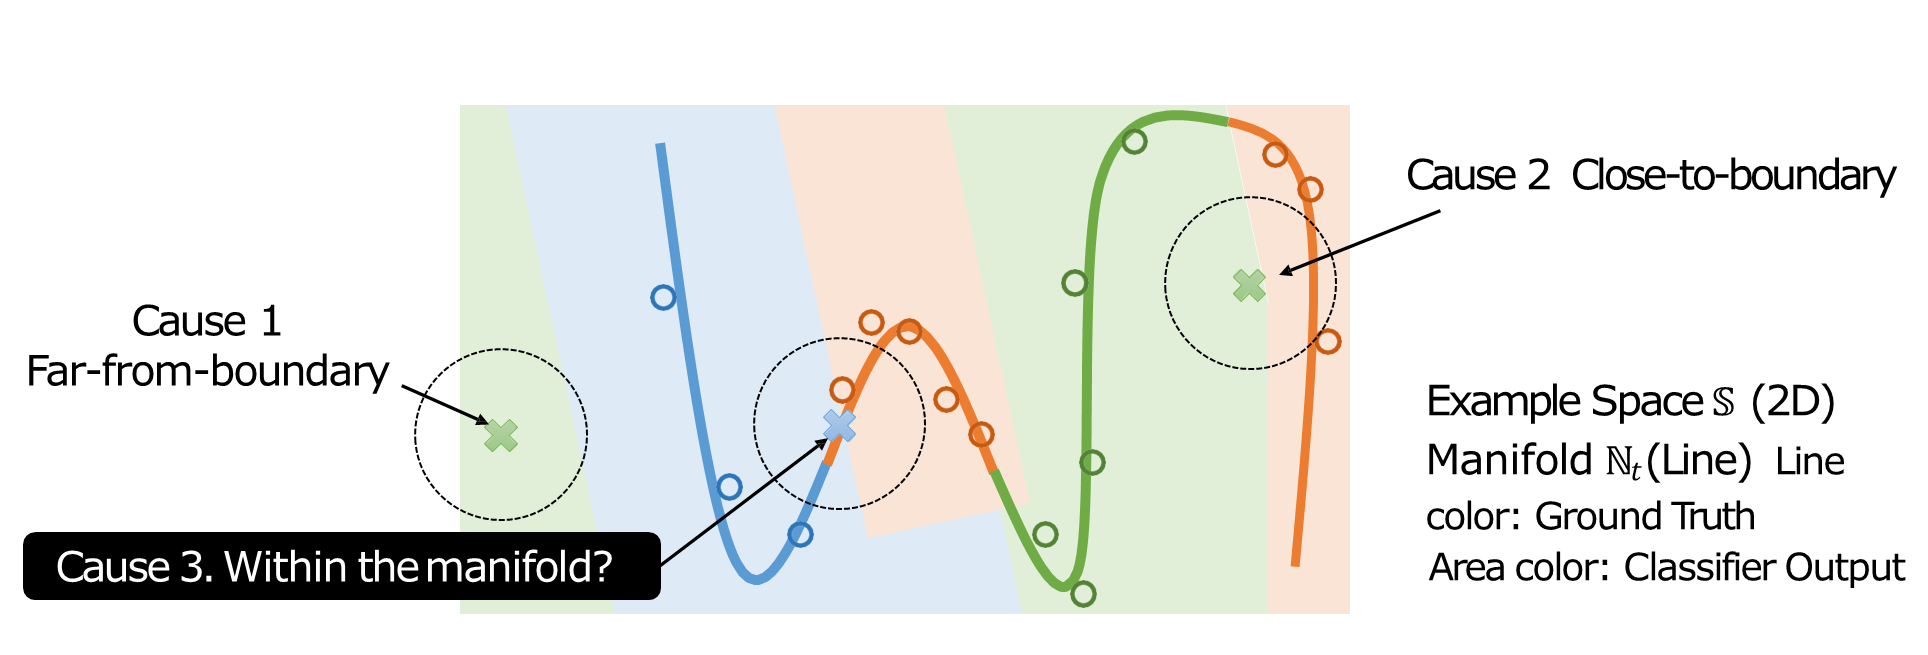 Cause 2 Close-to-boundary
Cause 1
Far-from-boundary
Example Space 𝕊 (2D)
Manifold ℕₜ(Line) Line
color: Ground Truth
Area color: Classifier Output
Cause 3. Within the manifold?